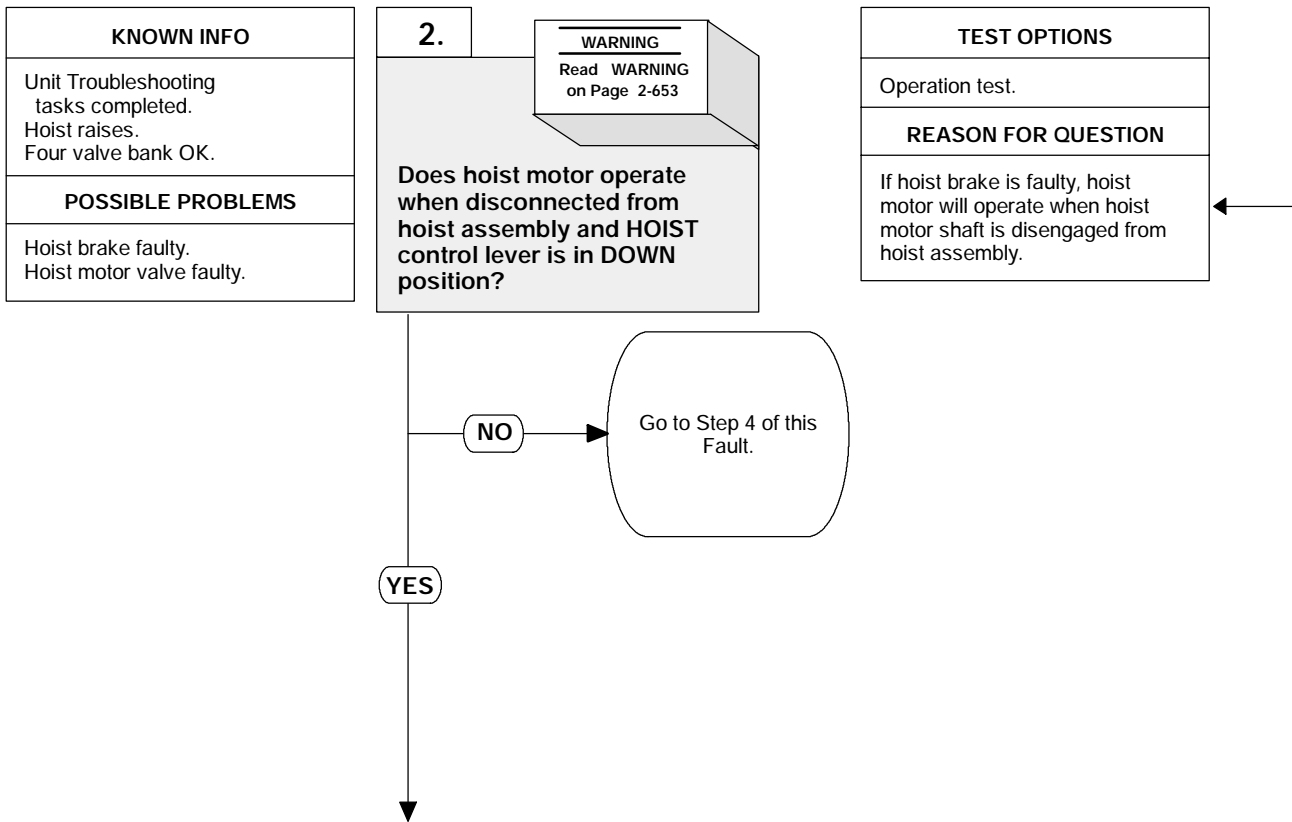 KNOWN INFO
Unit Troubleshooting
tasks completed.
Hoist raises.
Four valve bank OK.
POSSIBLE PROBLEMS
Hoist brake faulty.
Hoist motor valve faulty.
2.
WARNING
Read WARNING
on Page 2-653
Does hoist motor operate
when disconnected from
hoist assembly and HOIST
control lever is in DOWN
position?
TEST OPTIONS
Operation test.
REASON FOR QUESTION
If hoist brake is faulty, hoist
motor will operate when hoist
motor shaft is disengaged from
hoist assembly.
NO
Go to Step 4 of this
Fault.
YES